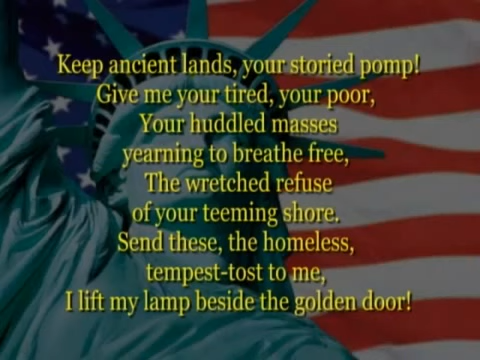 Keep ancient lands, your storied pomp!
Give me your tired, your poor,
Your huddled masses
yearning to breathe free,
The wretched refuse
of your teeming shore.
Send these, the homeless,
tempest-tost to me,
I lift my lamp beside the golden door!